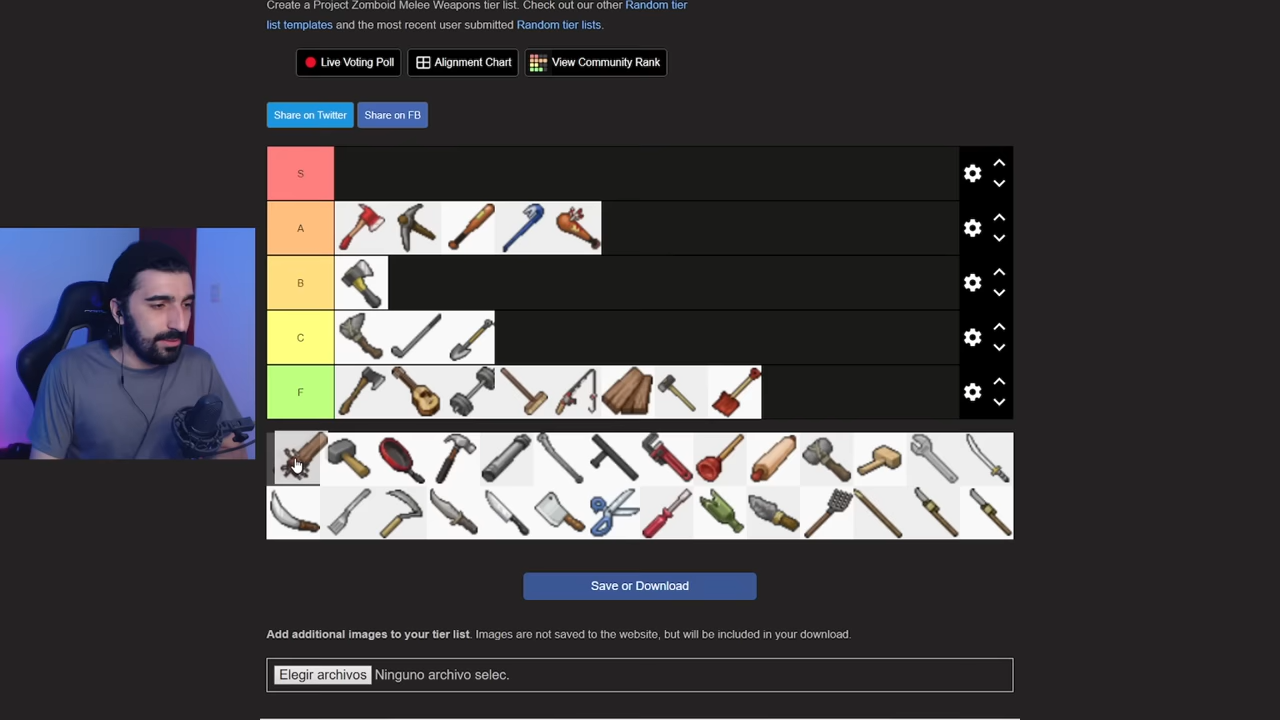 Create a Project Zomboid Melee Weapons tier list. Check out our other Random tier
list templates and the most recent user submitted Random tier lists.
Live Voting Poll
Alignment Chart
View Community Rank
Share on Twitter
Share on FB
S
A
B
C
F
Save or Download
Add additional images to your tier list. Images are not saved to the website, but will be included in your download.
Elegir archivos Ninguno archivo selec.